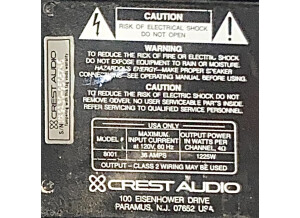 CAUTION
RISK OF ELECTRICAL SHOCK
DO NOT OPEN
WARNING
TO REDUCE THE RISK OF FIRE OR ELECTRIC SHOCK
DO NOT EXPOSE EQUIPMENT TO RAIN OR MOISTURE.
HAZARDOUS ENERGY-MAKE PROPER SPEAKER
SEE OPERATING MANUAL BEFORE USING.
CAUTION
TO REDUCE THE RISK OF ELECTRIC SHOCK DO NOT
REMOVE COVER. NO USER SERVICEABLE PARTS INSIDE.
REFER SERVICING TO QUALIFIED SERVICE PERSONNEL.
CREST AUDIO
S/N
USA ONLY
MODEL #
MAXIMUM
INPUT CURRENT
at 120V, 60 Hz
OUTPUT POWER
IN WATTS PER
CHANNEL, 4Ω
8001
36 AMPS
1225W
OUTPUT - CLASS 2 WIRING MAY BE USED
CREST AUDIO
100 EISENHOWER DRIVE
PARAMUS, N.J. 07652 USA